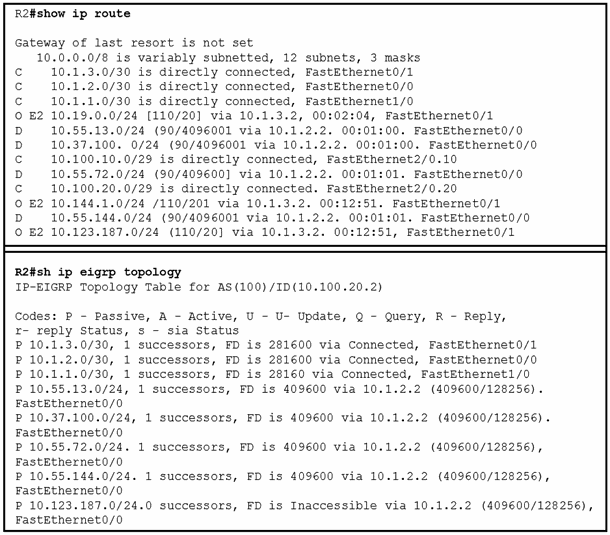 R2#show ip route
Gateway of last resort is not set
10.0.0.0/8 is variably subnetted, 12 subnets, 3 masks
C 10.1.3.0/30 is directly connected, FastEthernet0/1
C 10.1.2.0/30 is directly connected, FastEthernet0/0
C 10.1.1.0/30 is directly connected, FastEthernet1/0
O E2 10.19.0.0/24 [110/20] via 10.1.3.2, 00:02:04, FastEthernet0/1
D 10.55.13.0/24 (90/4096001 via 10.1.2.2. 00:01:00. FastEthernet0/0
D 10.37.100. 0/24 (90/4096001 via 10.1.2.2. 00:01:00. FastEthernet0/0
C 10.100.10.0/29 is directly connected, FastEthernet2/0.10
D 10.55.72.0/24 (90/409600] via 10.1.2.2. 00:01:01. FastEthernet0/0
C 10.100.20.0/29 is directly connected. FastEthernet2/0.20
O E2 10.144.1.0/24 /110/201 via 10.1.3.2. 00:12:51. FastEthernet0/1
D 10.55.144.0/24 (90/4096001 via 10.1.2.2. 00:01:01. FastEthernet0/0
O E2 10.123.187.0/24 (110/20] via 10.1.3.2. 00:12:51, FastEthernet0/1
R2#sh ip eigrp topology
IP-EIGRP Topology Table for AS(100)/ID(10.100.20.2)
Codes: P - Passive, A - Active, U - U- Update, Q - Query, R - Reply,
r- reply Status, s - sia Status
P 10.1.3.0/30, 1 successors, FD is 281600 via Connected, FastEthernet0/1
P 10.1.2.0/30, 1 successors, FD is 281600 via Connected, FastEthernet0/0
P 10.1.1.0/30, 1 successors, FD is 28160 via Connected, FastEthernet1/0
P 10.55.13.0/24, 1 successors, FD is 409600 via 10.1.2.2 (409600/128256).
FastEthernet0/0
P 10.37.100.0/24, 1 successors, FD is 409600 via 10.1.2.2 (409600/128256).
FastEthernet0/0
P 10.55.72.0/24. 1 successors, FD is 409600 via 10.1.2.2 (409600/128256),
FastEthernet0/0
P 10.55.144.0/24. 1 successors, FD is 409600 via 10.1.2.2 (409600/128256),
FastEthernet0/0
P 10.123.187.0/24.0 successors, FD is Inaccessible via 10.1.2.2 (409600/128256),
FastEthernet0/0